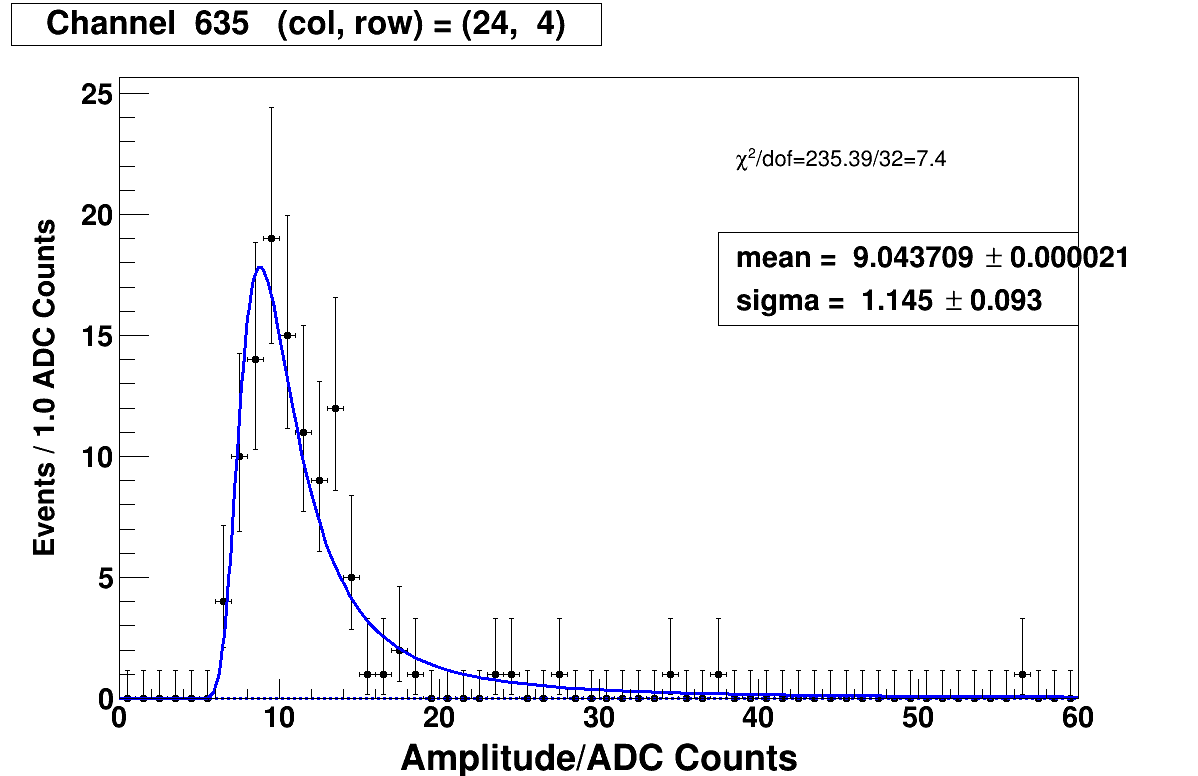 Channel 635 (col, row) = (24, 4)
25
χ²/dof=235.39/32=7.4
20
mean = 9.043709 ± 0.000021
sigma = 1.145 ± 0.093
15
10
5
0
Events / 1.0 ADC Counts
0 10 20 30 40 50 60
Amplitude/ADC Counts